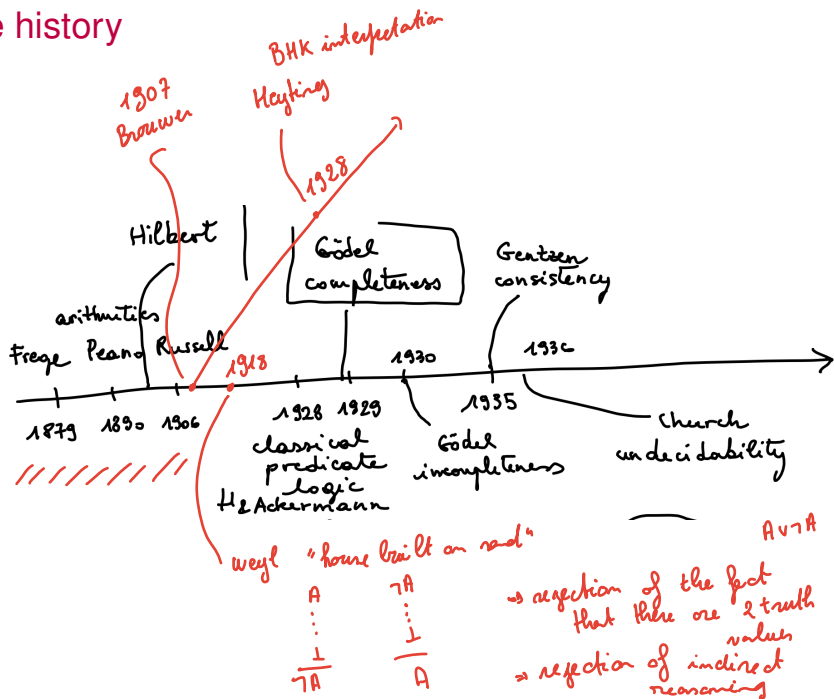 e history
BHK interpetation
Heyting
1907
Brouwer
1928
Hilbert
Gödel
completeness
Gentzen
consistency
arithmetics
Frege Peano Russell
1918
1930
1936
1879
1890
1906
1928
1929
1935
classical
predicate
logic
H&Ackermann
Gödel
incompleteness
Church
undecidability
weyl "house built on sand"
A∨¬A
A
⋮
⊥
¬A
¬A
⋮
⊥
A
⇒ rejection of the fact
that there are 2 truth
values
⇒ rejection of indirect
reasoning